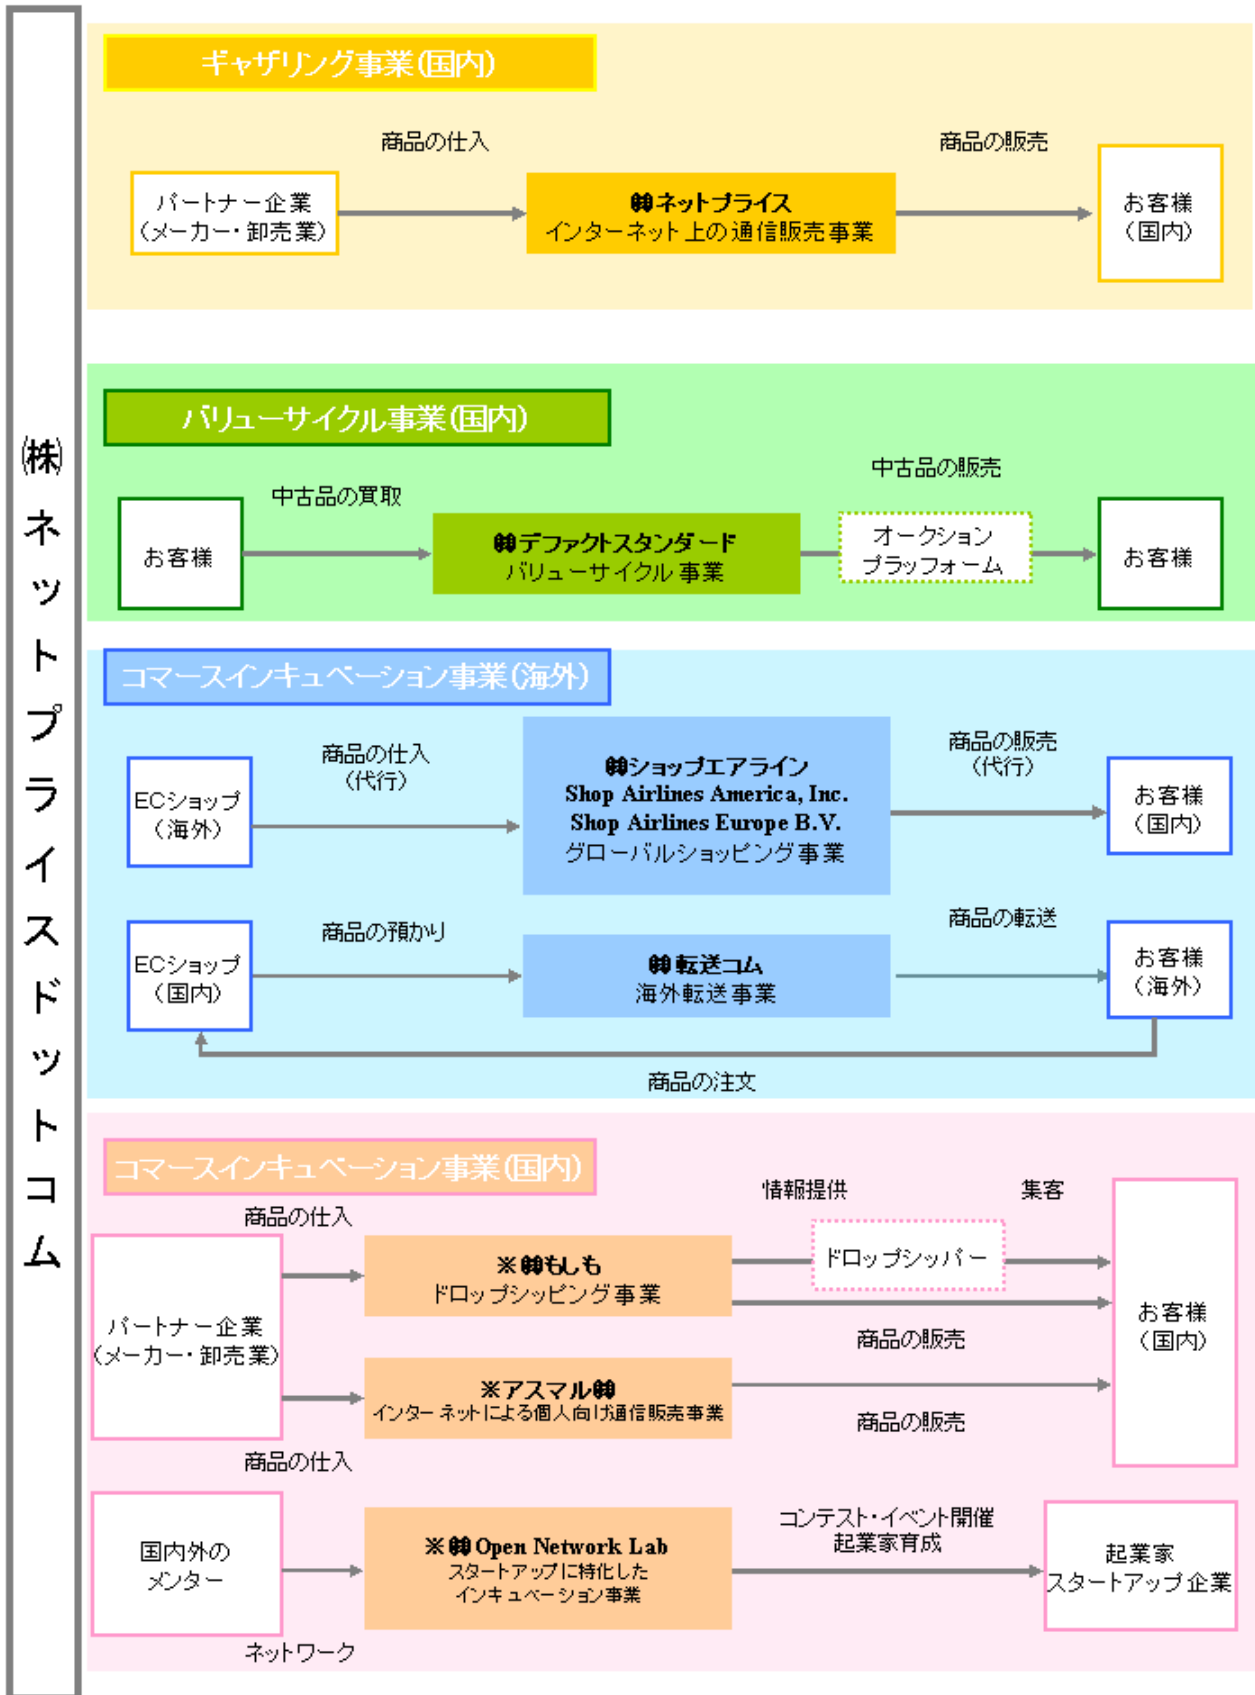 ㈱ネットプライスドットコム
ギャザリング事業(国内)
商品の仕入
商品の販売
パートナー企業
(メーカー・卸売業)
㈱ネットプライス
インターネット上の通信販売事業
お客様
(国内)
バリューサイクル事業(国内)
中古品の買取
中古品の販売
お客様
㈱デファクトスタンダード
バリューサイクル事業
オークション
プラッフォーム
お客様
コマースインキュベーション事業(海外)
商品の仕入
(代行)
商品の販売
(代行)
ECショップ
(海外)
㈱ショップエアライン
Shop Airlines America, Inc.
Shop Airlines Europe B.V.
グローバルショッピング事業
お客様
(国内)
商品の預かり
商品の転送
ECショップ
(国内)
㈱転送コム
海外転送事業
お客様
(海外)
商品の注文
コマースインキュベーション事業(国内)
商品の仕入
情報提供
集客
パートナー企業
(メーカー・卸売業)
※㈱もしも
ドロップシッピング事業
ドロップシッパー
商品の販売
お客様
(国内)
※アスマル㈱
インターネットによる個人向け通信販売事業
商品の販売
商品の仕入
国内外の
メンター
※㈱Open Network Lab
スタートアップに特化した
インキュベーション事業
コンテスト・イベント開催
起業家育成
起業家
スタートアップ企業
ネットワーク